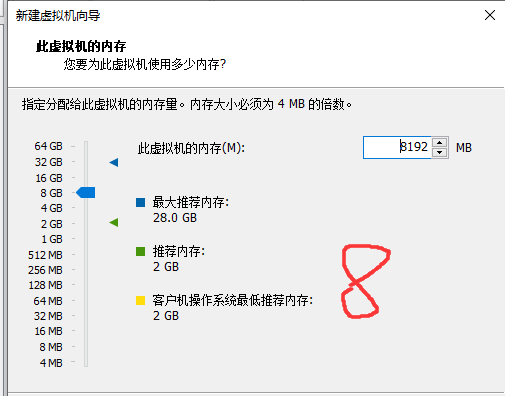 新建虚拟机向导
此虚拟机的内存
您要为此虚拟机使用多少内存?
指定分配给此虚拟机的内存量。内存大小必须为 4 MB 的倍数。
64 GB
32 GB
16 GB
8 GB
4 GB
2 GB
1 GB
512 MB
256 MB
128 MB
64 MB
32 MB
16 MB
8 MB
4 MB
此虚拟机的内存(M): 8192 MB
最大推荐内存:
28.0 GB
推荐内存:
2 GB
客户机操作系统最低推荐内存:
2 GB
8